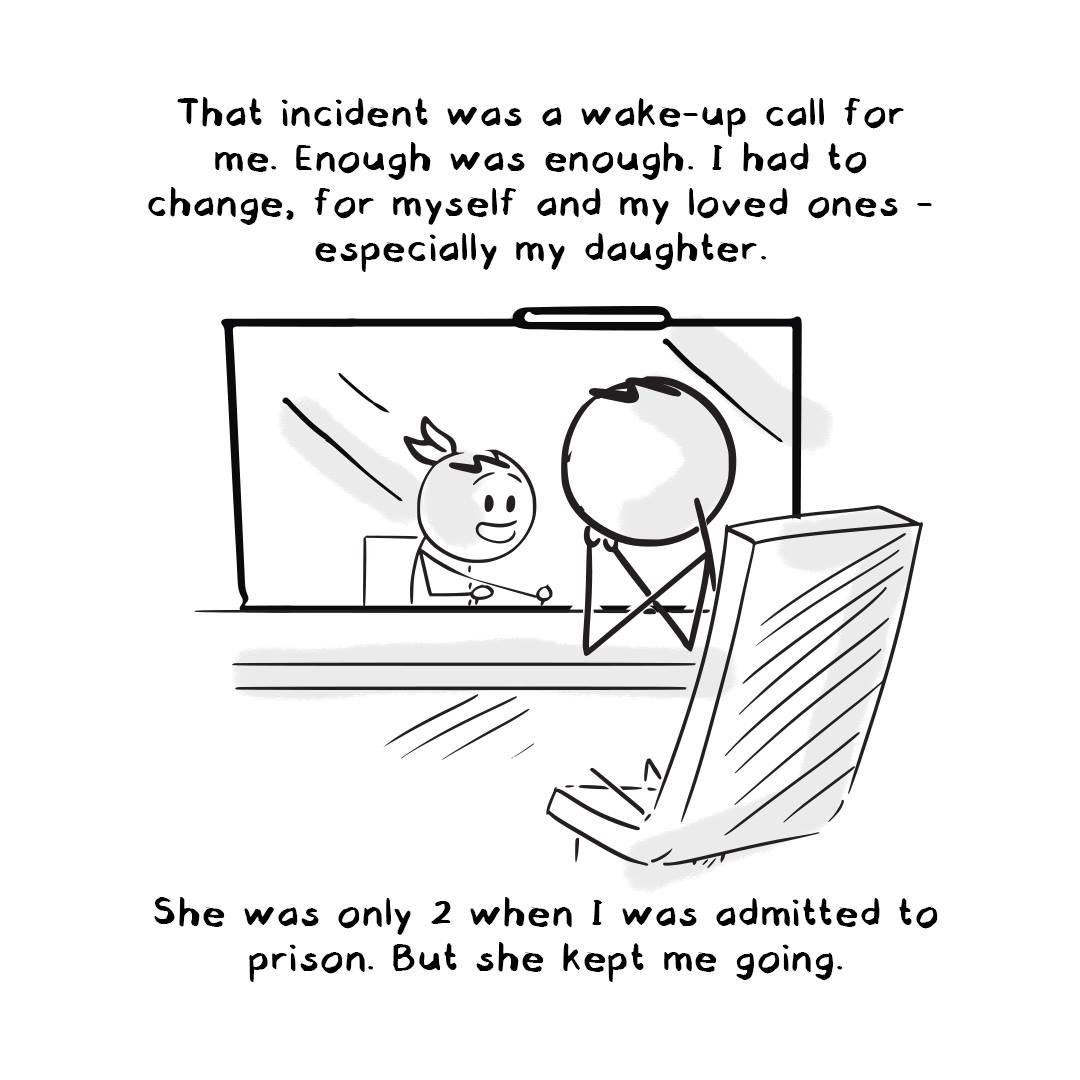 That incident was a wake-up call for
me. Enough was enough. I had to
change, for myself and my loved ones -
especially my daughter.
She was only 2 when I was admitted to
prison. But she kept me going.